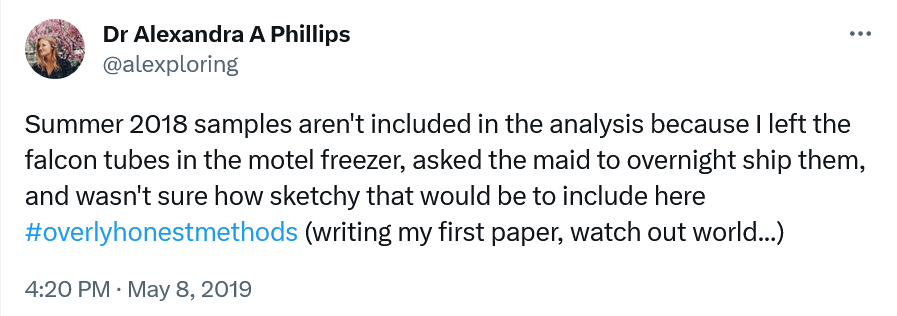 Dr Alexandra A Phillips
@alexploring
Summer 2018 samples aren't included in the analysis because I left the
falcon tubes in the motel freezer, asked the maid to overnight ship them,
and wasn't sure how sketchy that would be to include here
#overlyhonestmethods (writing my first paper, watch out world...)
4:20 PM · May 8, 2019